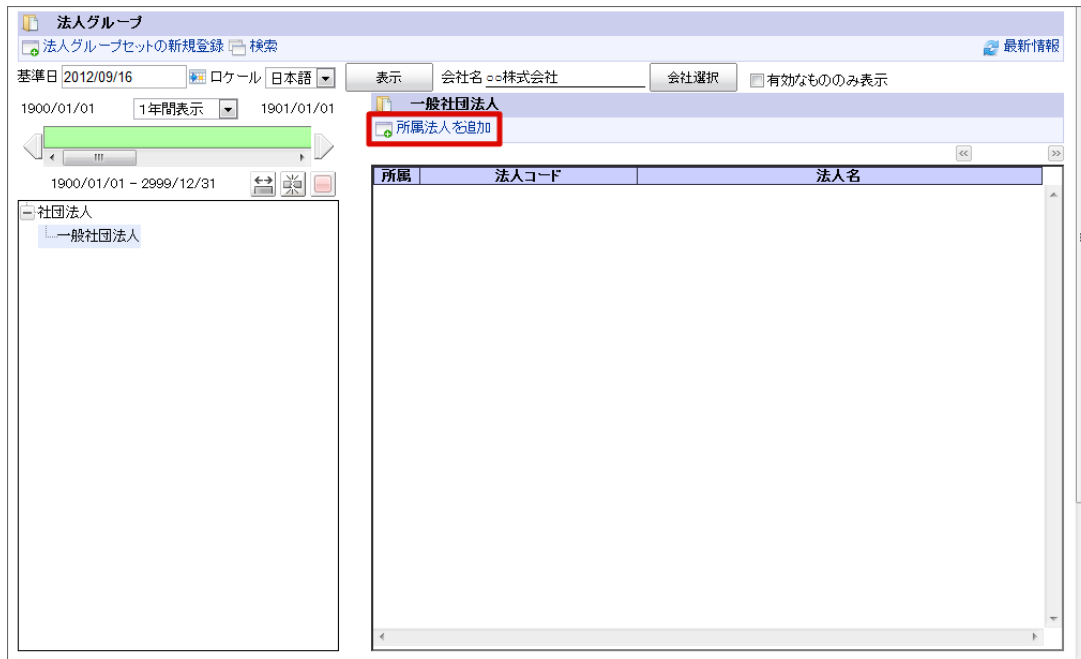 法人グループ
法人グループセットの新規登録 検索 最新情報
基準日 2012/09/16 ロケール 日本語 表示 会社名 ○○株式会社 会社選択 有効なもののみ表示
1900/01/01 1年間表示 1901/01/01
一般社団法人
所属法人を追加
<< >>
1900/01/01 - 2999/12/31
所属 法人コード 法人名
社団法人
一般社団法人